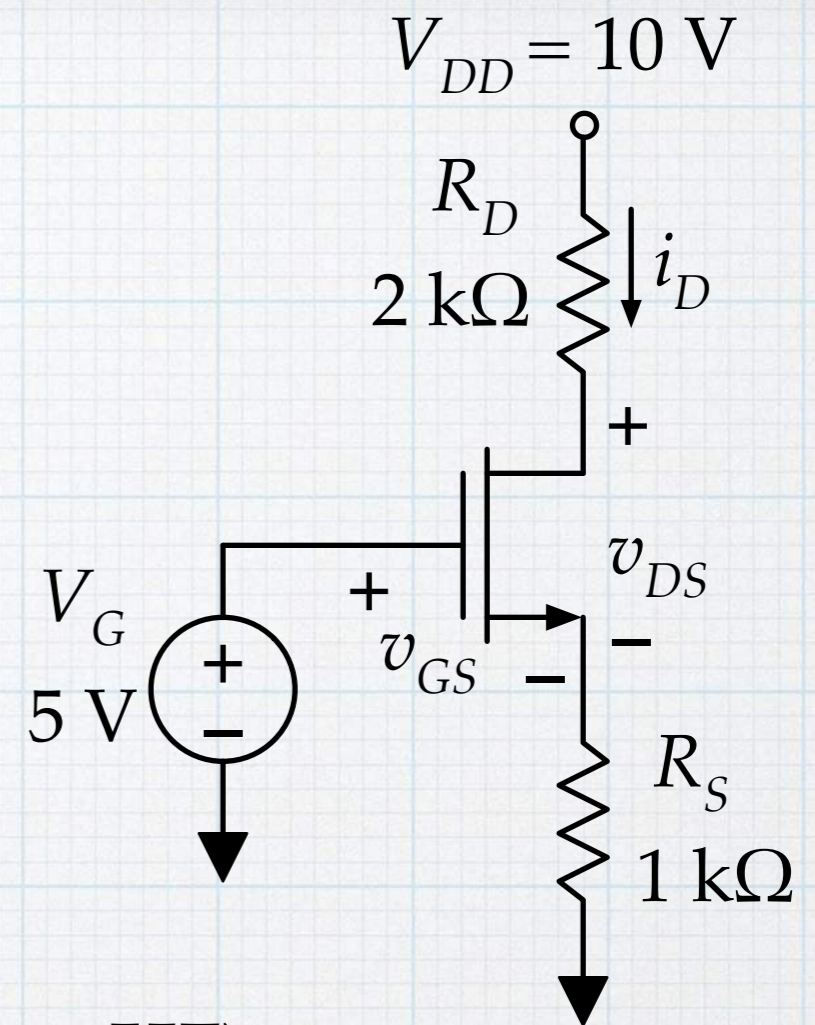 V_DD = 10 V
R_D
2 kΩ
i_D
+
v_DS
+
V_G
v_GS
−
−
+
5 V
−
R_S
1 kΩ